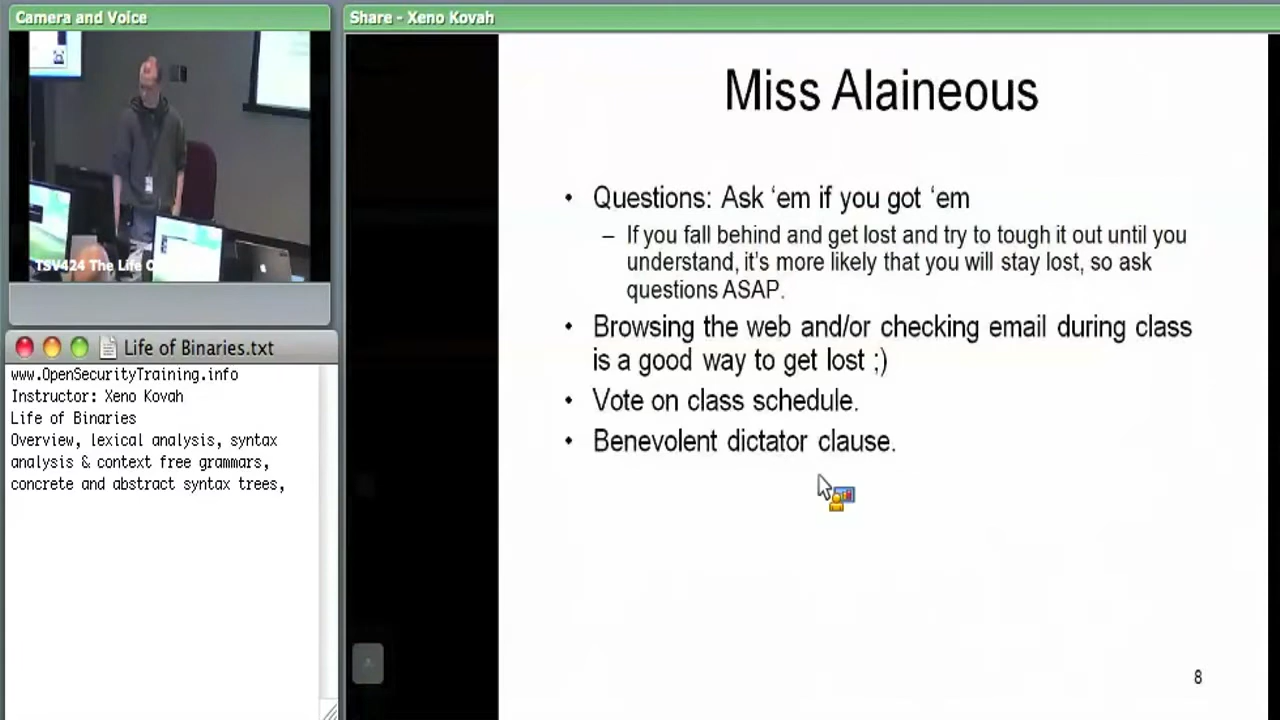 Camera and Voice
TSV424 The Life O
Life of Binaries.txt
www.OpenSecurityTraining.info
Instructor: Xeno Kovah
Life of Binaries
Overview, lexical analysis, syntax
analysis & context free grammars,
concrete and abstract syntax trees,
Share - Xeno Kovah
Miss Alaineous
• Questions: Ask ‘em if you got ‘em
– If you fall behind and get lost and try to tough it out until you
understand, it’s more likely that you will stay lost, so ask
questions ASAP.
• Browsing the web and/or checking email during class
is a good way to get lost ;)
• Vote on class schedule.
• Benevolent dictator clause.
8